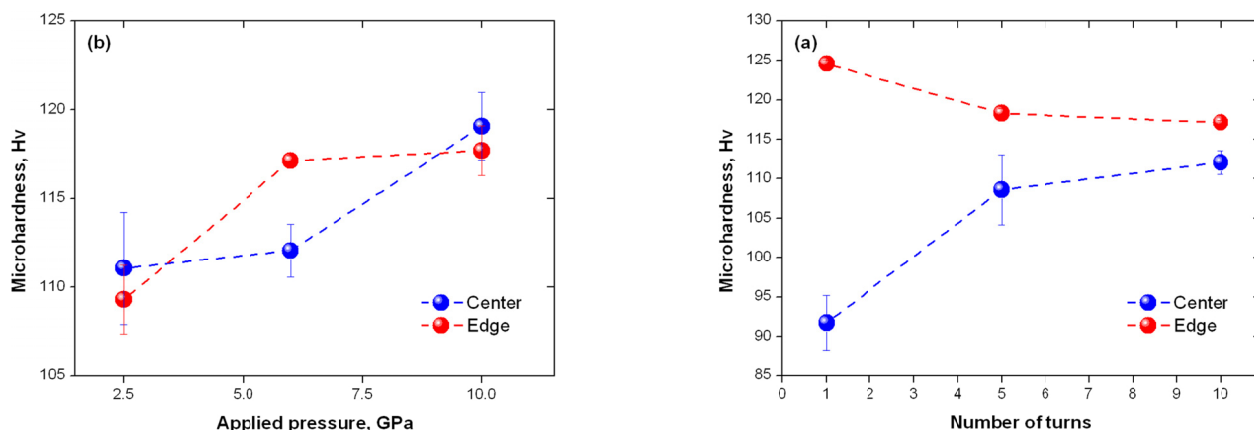 (b)
Microhardness, Hv
125
120
115
110
105
2.5
5.0
7.5
10.0
Applied pressure, GPa
Center
Edge
(a)
Microhardness, Hv
130
125
120
115
110
105
100
95
90
85
0 1 2 3 4 5 6 7 8 9 10
Number of turns
Center
Edge